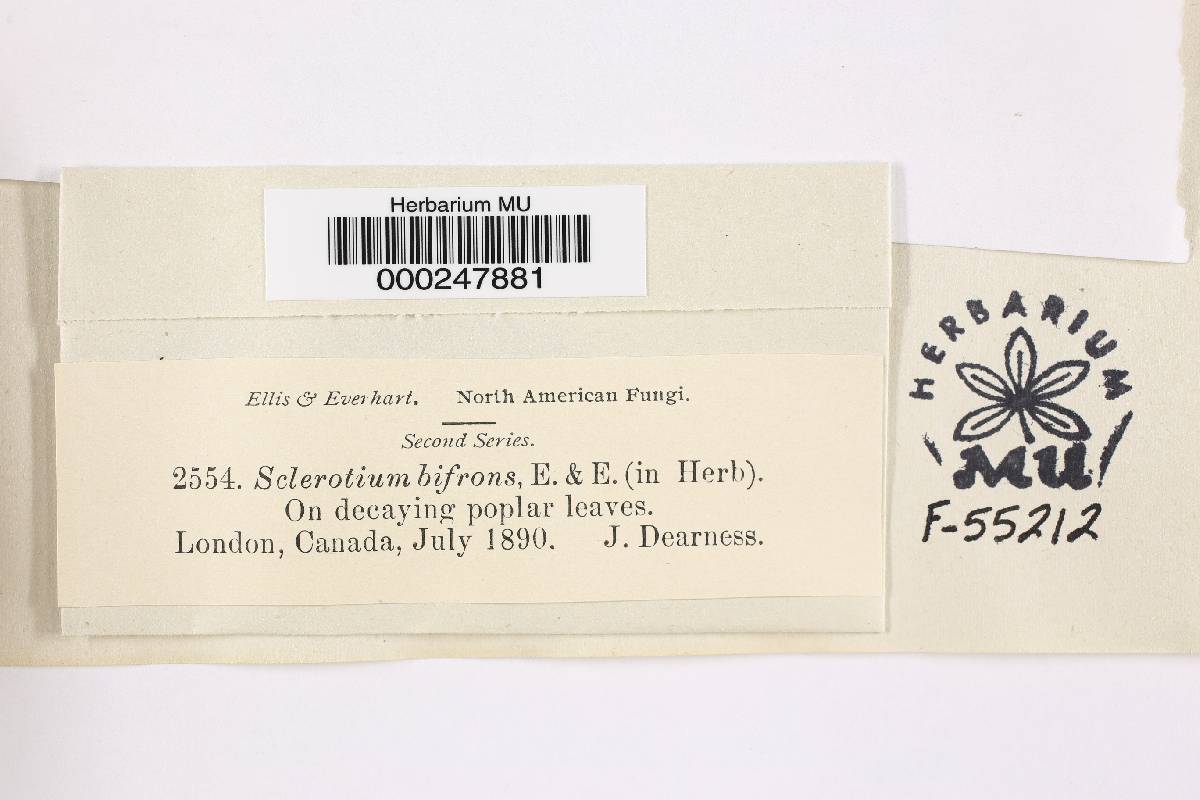 Herbarium MU
000247881
Ellis & Everhart. North American Fungi.
Second Series.
2554. Sclerotium bifrons, E. & E. (in Herb).
On decaying poplar leaves.
London, Canada, July 1890. J. Dearness.
HERBARIUM
MU
F-55212